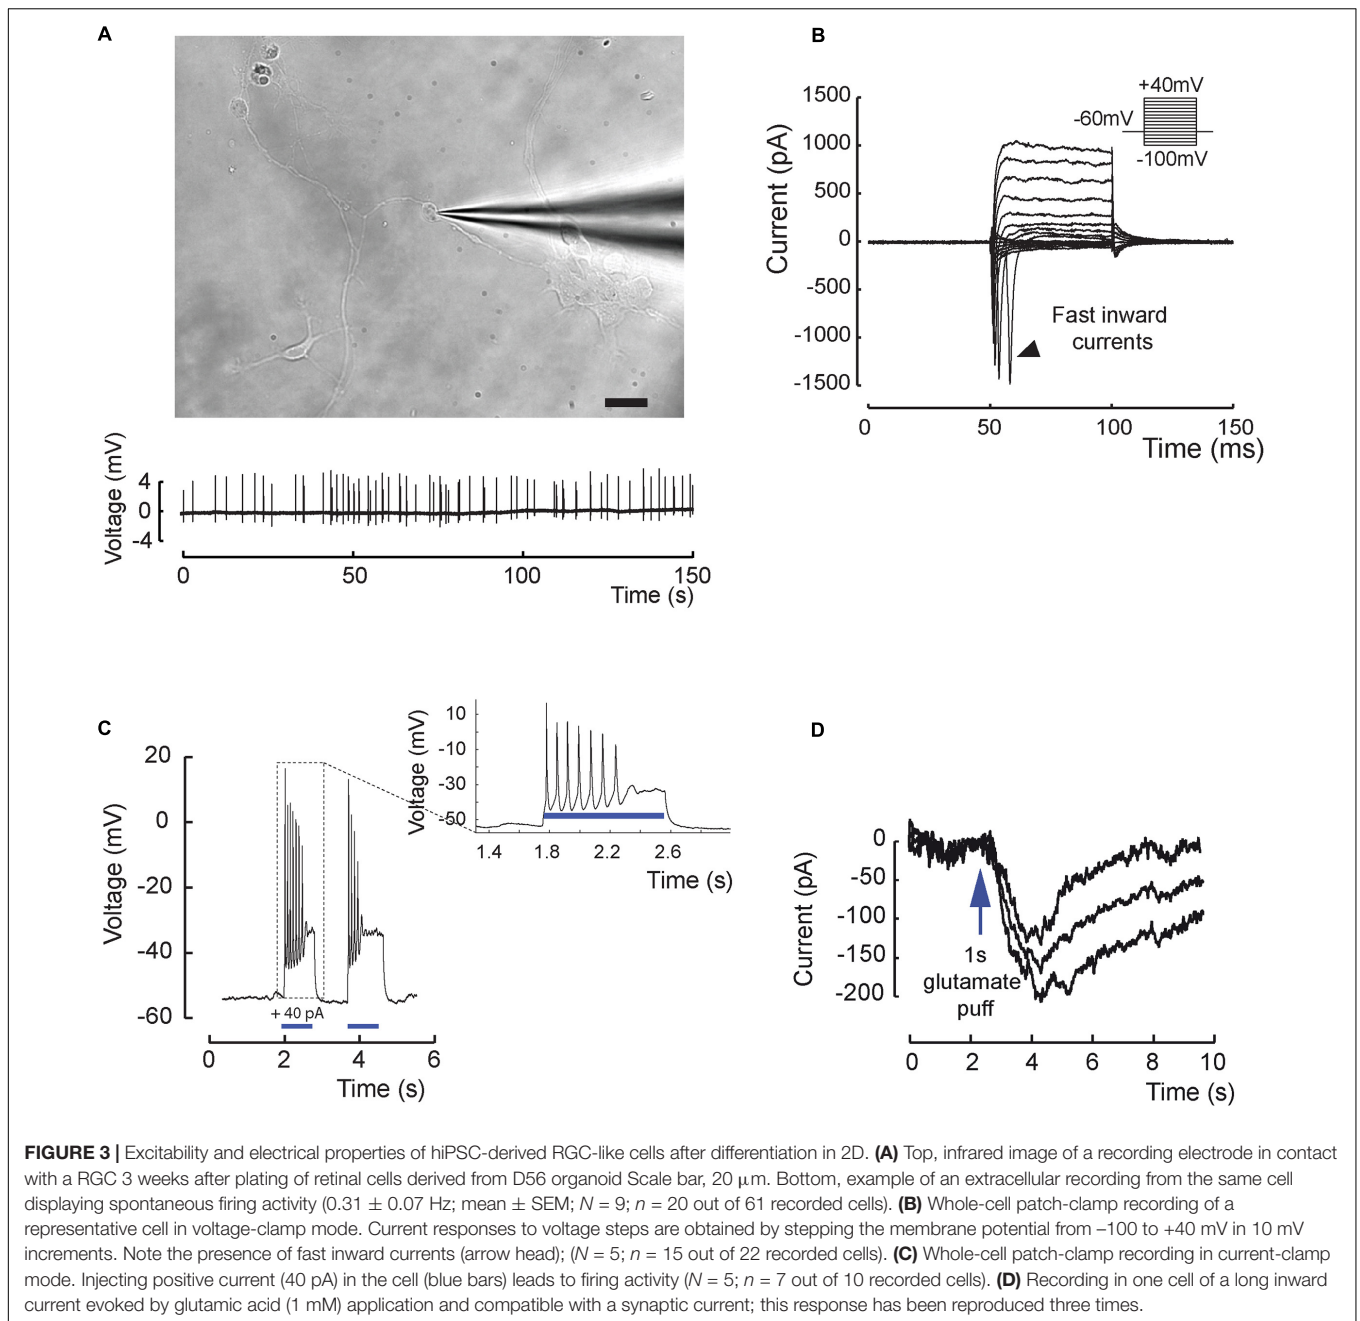 A
4
0
-4
Voltage (mV)
0
50
100
150
Time (s)
B
1500
1000
500
0
-500
-1000
-1500
Current (pA)
+40mV
-60mV
-100mV
Fast inward
currents
0
50
100
150
Time (ms)
C
20
0
-20
-40
-60
Voltage (mV)
+ 40 pA
0
2
4
6
Time (s)
10
-10
-30
-50
Voltage (mV)
1.4
1.8
2.2
2.6
Time (s)
D
0
-50
-100
-150
-200
Current (pA)
1s
glutamate
puff
0
2
4
6
8
10
Time (s)
FIGURE 3 | Excitability and electrical properties of hiPSC-derived RGC-like cells after differentiation in 2D. (A) Top, infrared image of a recording electrode in contact
with a RGC 3 weeks after plating of retinal cells derived from D56 organoid Scale bar, 20 μm. Bottom, example of an extracellular recording from the same cell
displaying spontaneous firing activity (0.31 ± 0.07 Hz; mean ± SEM; N = 9; n = 20 out of 61 recorded cells). (B) Whole-cell patch-clamp recording of a
representative cell in voltage-clamp mode. Current responses to voltage steps are obtained by stepping the membrane potential from –100 to +40 mV in 10 mV
increments. Note the presence of fast inward currents (arrow head); (N = 5; n = 15 out of 22 recorded cells). (C) Whole-cell patch-clamp recording in current-clamp
mode. Injecting positive current (40 pA) in the cell (blue bars) leads to firing activity (N = 5; n = 7 out of 10 recorded cells). (D) Recording in one cell of a long inward
current evoked by glutamic acid (1 mM) application and compatible with a synaptic current; this response has been reproduced three times.